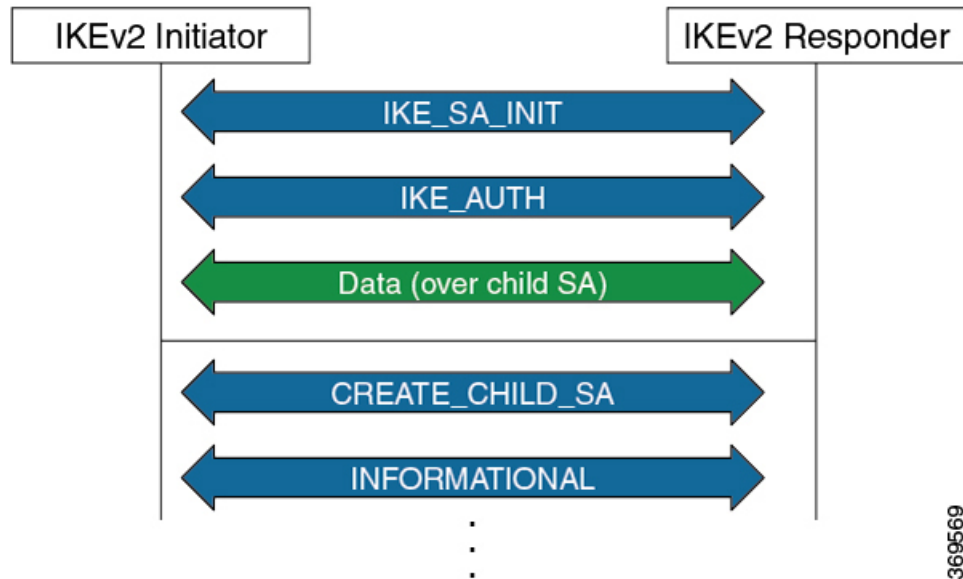 IKEv2 Initiator
IKEv2 Responder
IKE_SA_INIT
IKE_AUTH
Data (over child SA)
CREATE_CHILD_SA
INFORMATIONAL
369569